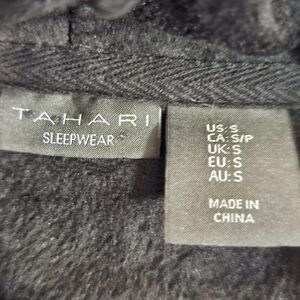 TAHARI
SLEEPWEAR
US: S
CA: S/P
UK: S
EU: S
AU: S
MADE IN
CHINA